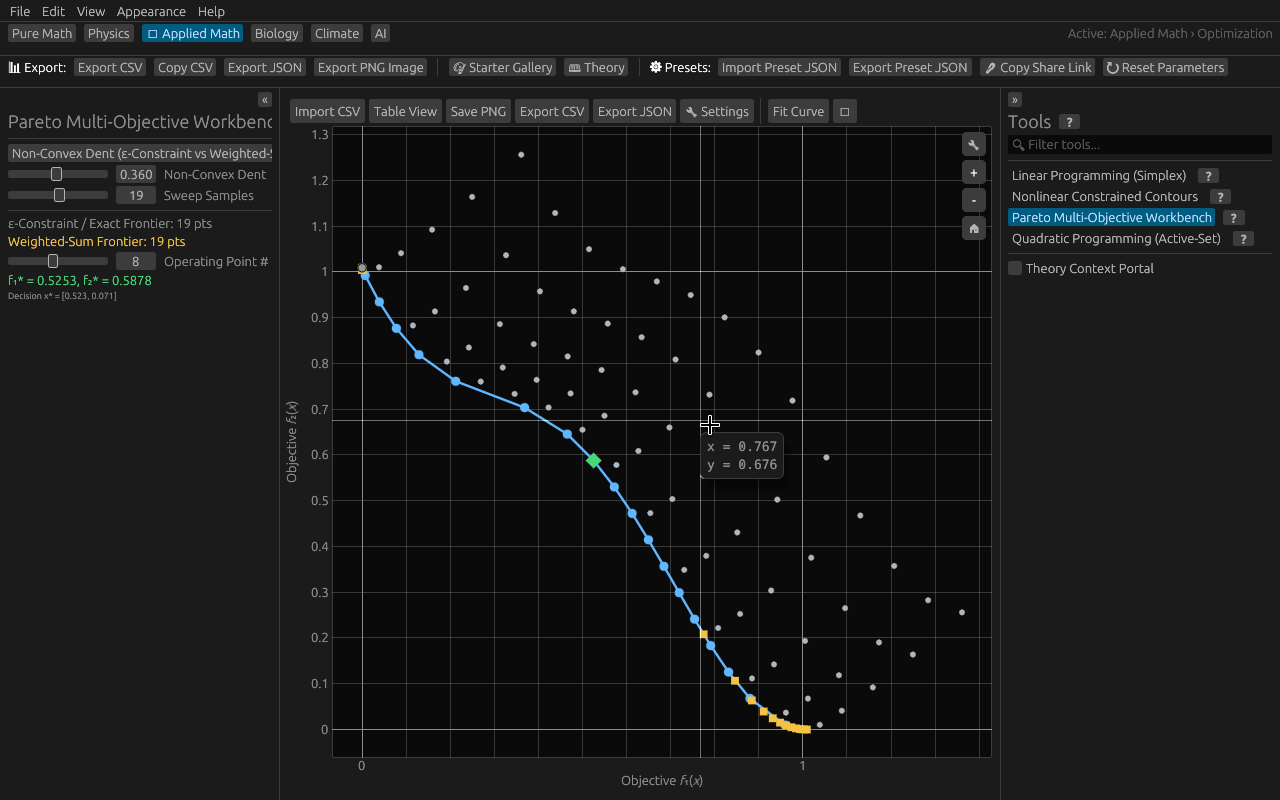 File Edit View Appearance Help
Pure Math Physics Applied Math Biology Climate AI Active: Applied Math › Optimization
Export: Export CSV Copy CSV Export JSON Export PNG Image Starter Gallery Theory Presets: Import Preset JSON Export Preset JSON Copy Share Link Reset Parameters
«
Pareto Multi-Objective Workbenc
Non-Convex Dent (ε-Constraint vs Weighted-S
0.360 Non-Convex Dent
19 Sweep Samples
ε-Constraint / Exact Frontier: 19 pts
Weighted-Sum Frontier: 19 pts
8 Operating Point #
f₁* = 0.5253, f₂* = 0.5878
Decision x* = [0.523, 0.071]
Import CSV Table View Save PNG Export CSV Export JSON Settings Fit Curve
1.3
1.2
1.1
1
0.9
0.8
0.7
0.6
0.5
0.4
0.3
0.2
0.1
0
Objective f₂(x)
+
-
x = 0.767
y = 0.676
0 1
Objective f₁(x)
»
Tools ?
Filter tools...
Linear Programming (Simplex) ?
Nonlinear Constrained Contours ?
Pareto Multi-Objective Workbench ?
Quadratic Programming (Active-Set) ?
Theory Context Portal